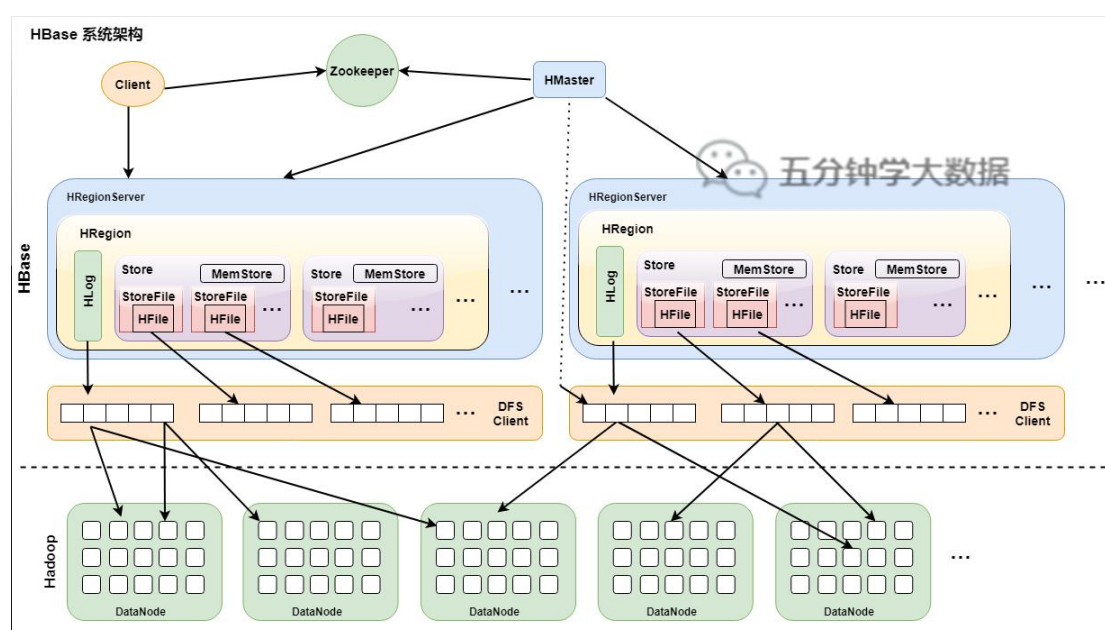 HBase 系统架构
Client
Zookeeper
HMaster
五分钟学大数据
HBase
HRegionServer
HRegion
HLog
Store
MemStore
StoreFile
HFile
StoreFile
HFile
...
Store
MemStore
StoreFile
HFile
...
...
...
HRegionServer
HRegion
HLog
Store
MemStore
StoreFile
HFile
StoreFile
HFile
...
Store
MemStore
StoreFile
HFile
...
...
...
...
...
DFS
Client
...
DFS
Client
Hadoop
DataNode
DataNode
DataNode
DataNode
DataNode
...